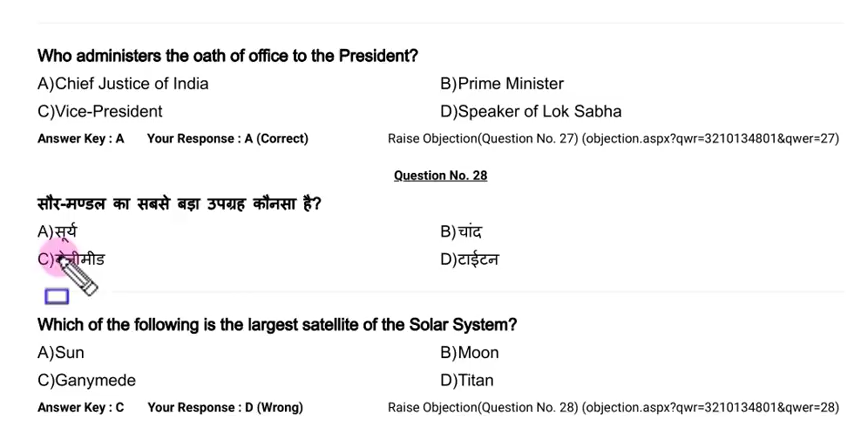 Who administers the oath of office to the President?
A)Chief Justice of India B)Prime Minister
C)Vice-President D)Speaker of Lok Sabha
Answer Key : A Your Response : A (Correct) Raise Objection(Question No. 27) (objection.aspx?qwr=3210134801&qwer=27)
Question No. 28
सौर-मण्डल का सबसे बड़ा उपग्रह कौनसा है?
A)सूर्य B)चांद
C) D)टाईटन
Which of the following is the largest satellite of the Solar System?
A)Sun B)Moon
C)Ganymede D)Titan
Answer Key : C Your Response : D (Wrong) Raise Objection(Question No. 28) (objection.aspx?qwr=3210134801&qwer=28)